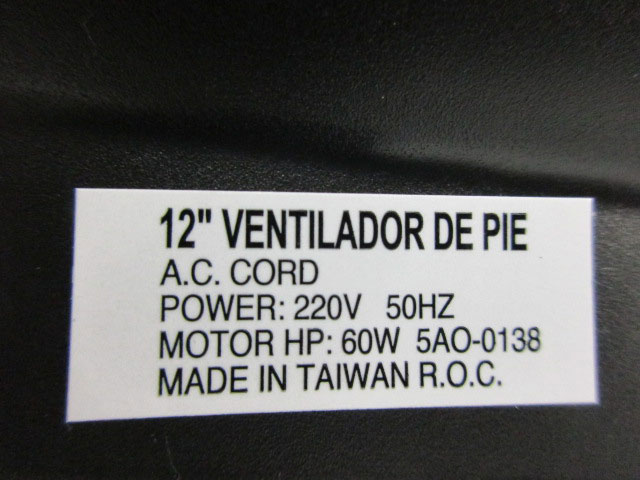 12" VENTILADOR DE PIE
A.C. CORD
POWER: 220V 50HZ
MOTOR HP: 60W 5AO-0138
MADE IN TAIWAN R.O.C.